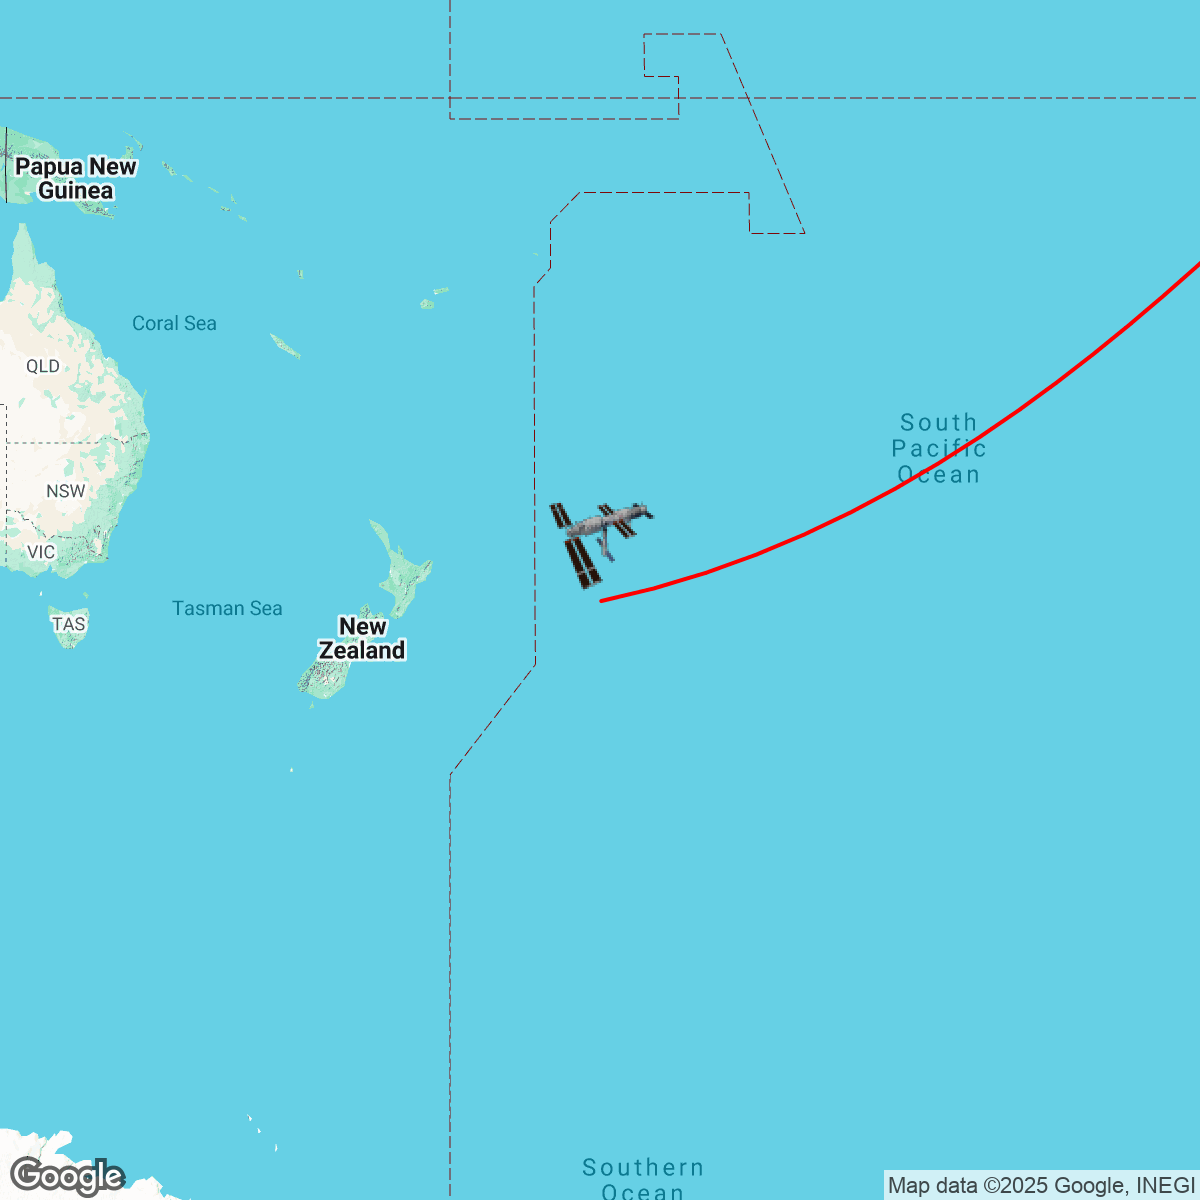 Papua New
Guinea
Coral Sea
QLD
South
Pacific
Ocean
NSW
VIC
Tasman Sea
TAS
New
Zealand
Southern
Ocean
Google
Map data ©2025 Google, INEGI